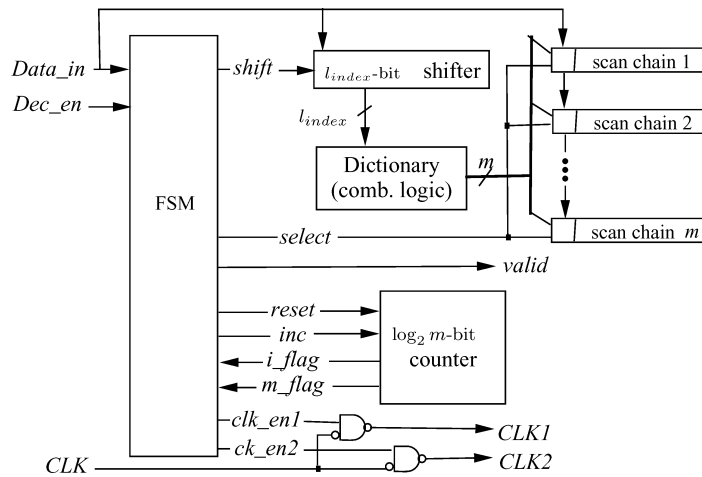 Data_in
Dec_en
FSM
shift
l_index-bit shifter
l_index
Dictionary
(comb. logic)
m
scan chain 1
scan chain 2
scan chain m
select
valid
reset
inc
i_flag
m_flag
log2 m-bit
counter
clk_en1
ck_en2
CLK
CLK1
CLK2